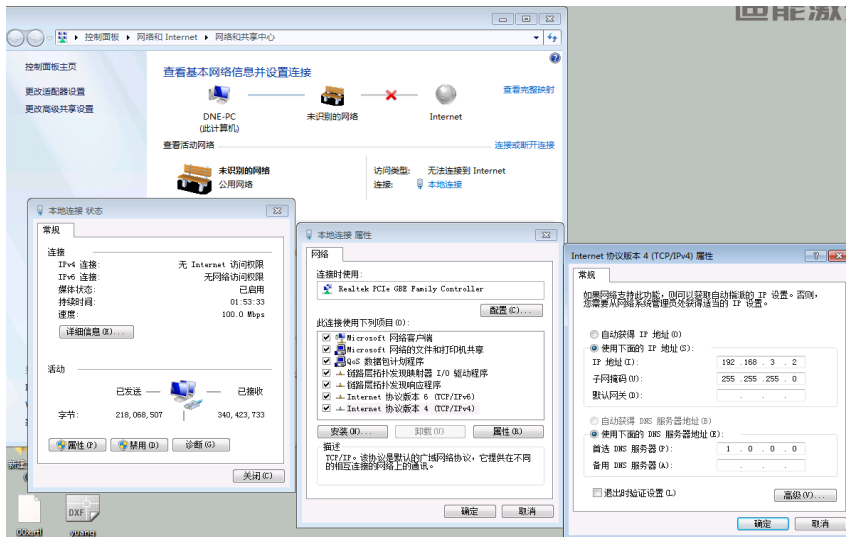 控制面板 ▸ 网络和 Internet ▸ 网络和共享中心
控制面板主页
更改适配器设置
更改高级共享设置
查看基本网络信息并设置连接
查看完整映射
DNE-PC
(此计算机)
未识别的网络
Internet
查看活动网络
连接或断开连接
未识别的网络
公用网络
访问类型: 无法连接到 Internet
连接: 本地连接
本地连接 状态
常规
连接
IPv4 连接: 无 Internet 访问权限
IPv6 连接: 无网络访问权限
媒体状态: 已启用
持续时间: 01:53:33
速度: 100.0 Mbps
详细信息(E)...
活动
已发送 — — 已接收
字节: 218,068,507 340,423,733
属性(P)
禁用(D)
诊断(G)
关闭(C)
本地连接 属性
网络
连接时使用:
Realtek PCIe GBE Family Controller
配置(C)...
此连接使用下列项目(O):
Microsoft 网络客户端
Microsoft 网络的文件和打印机共享
QoS 数据包计划程序
链路层拓扑发现映射器 I/O 驱动程序
链路层拓扑发现响应程序
Internet 协议版本 6 (TCP/IPv6)
Internet 协议版本 4 (TCP/IPv4)
安装(N)...
卸载(U)
属性(R)
描述
TCP/IP。该协议是默认的广域网络协议，它提供在不同
的相互连接的网络上的通讯。
确定
取消
Internet 协议版本 4 (TCP/IPv4) 属性
常规
如果网络支持此功能，则可以获取自动指派的 IP 设置。否则，
您需要从网络系统管理员处获得适当的 IP 设置。
自动获得 IP 地址(O)
使用下面的 IP 地址(S):
IP 地址(I): 192 .168 . 3 . 2
子网掩码(U): 255 .255 .255 . 0
默认网关(D): . . .
自动获得 DNS 服务器地址(B)
使用下面的 DNS 服务器地址(E):
首选 DNS 服务器(P): 1 . 0 . 0 . 0
备用 DNS 服务器(A): . . .
退出时验证设置(L)
高级(V)...
确定
取消
DXF
yuang